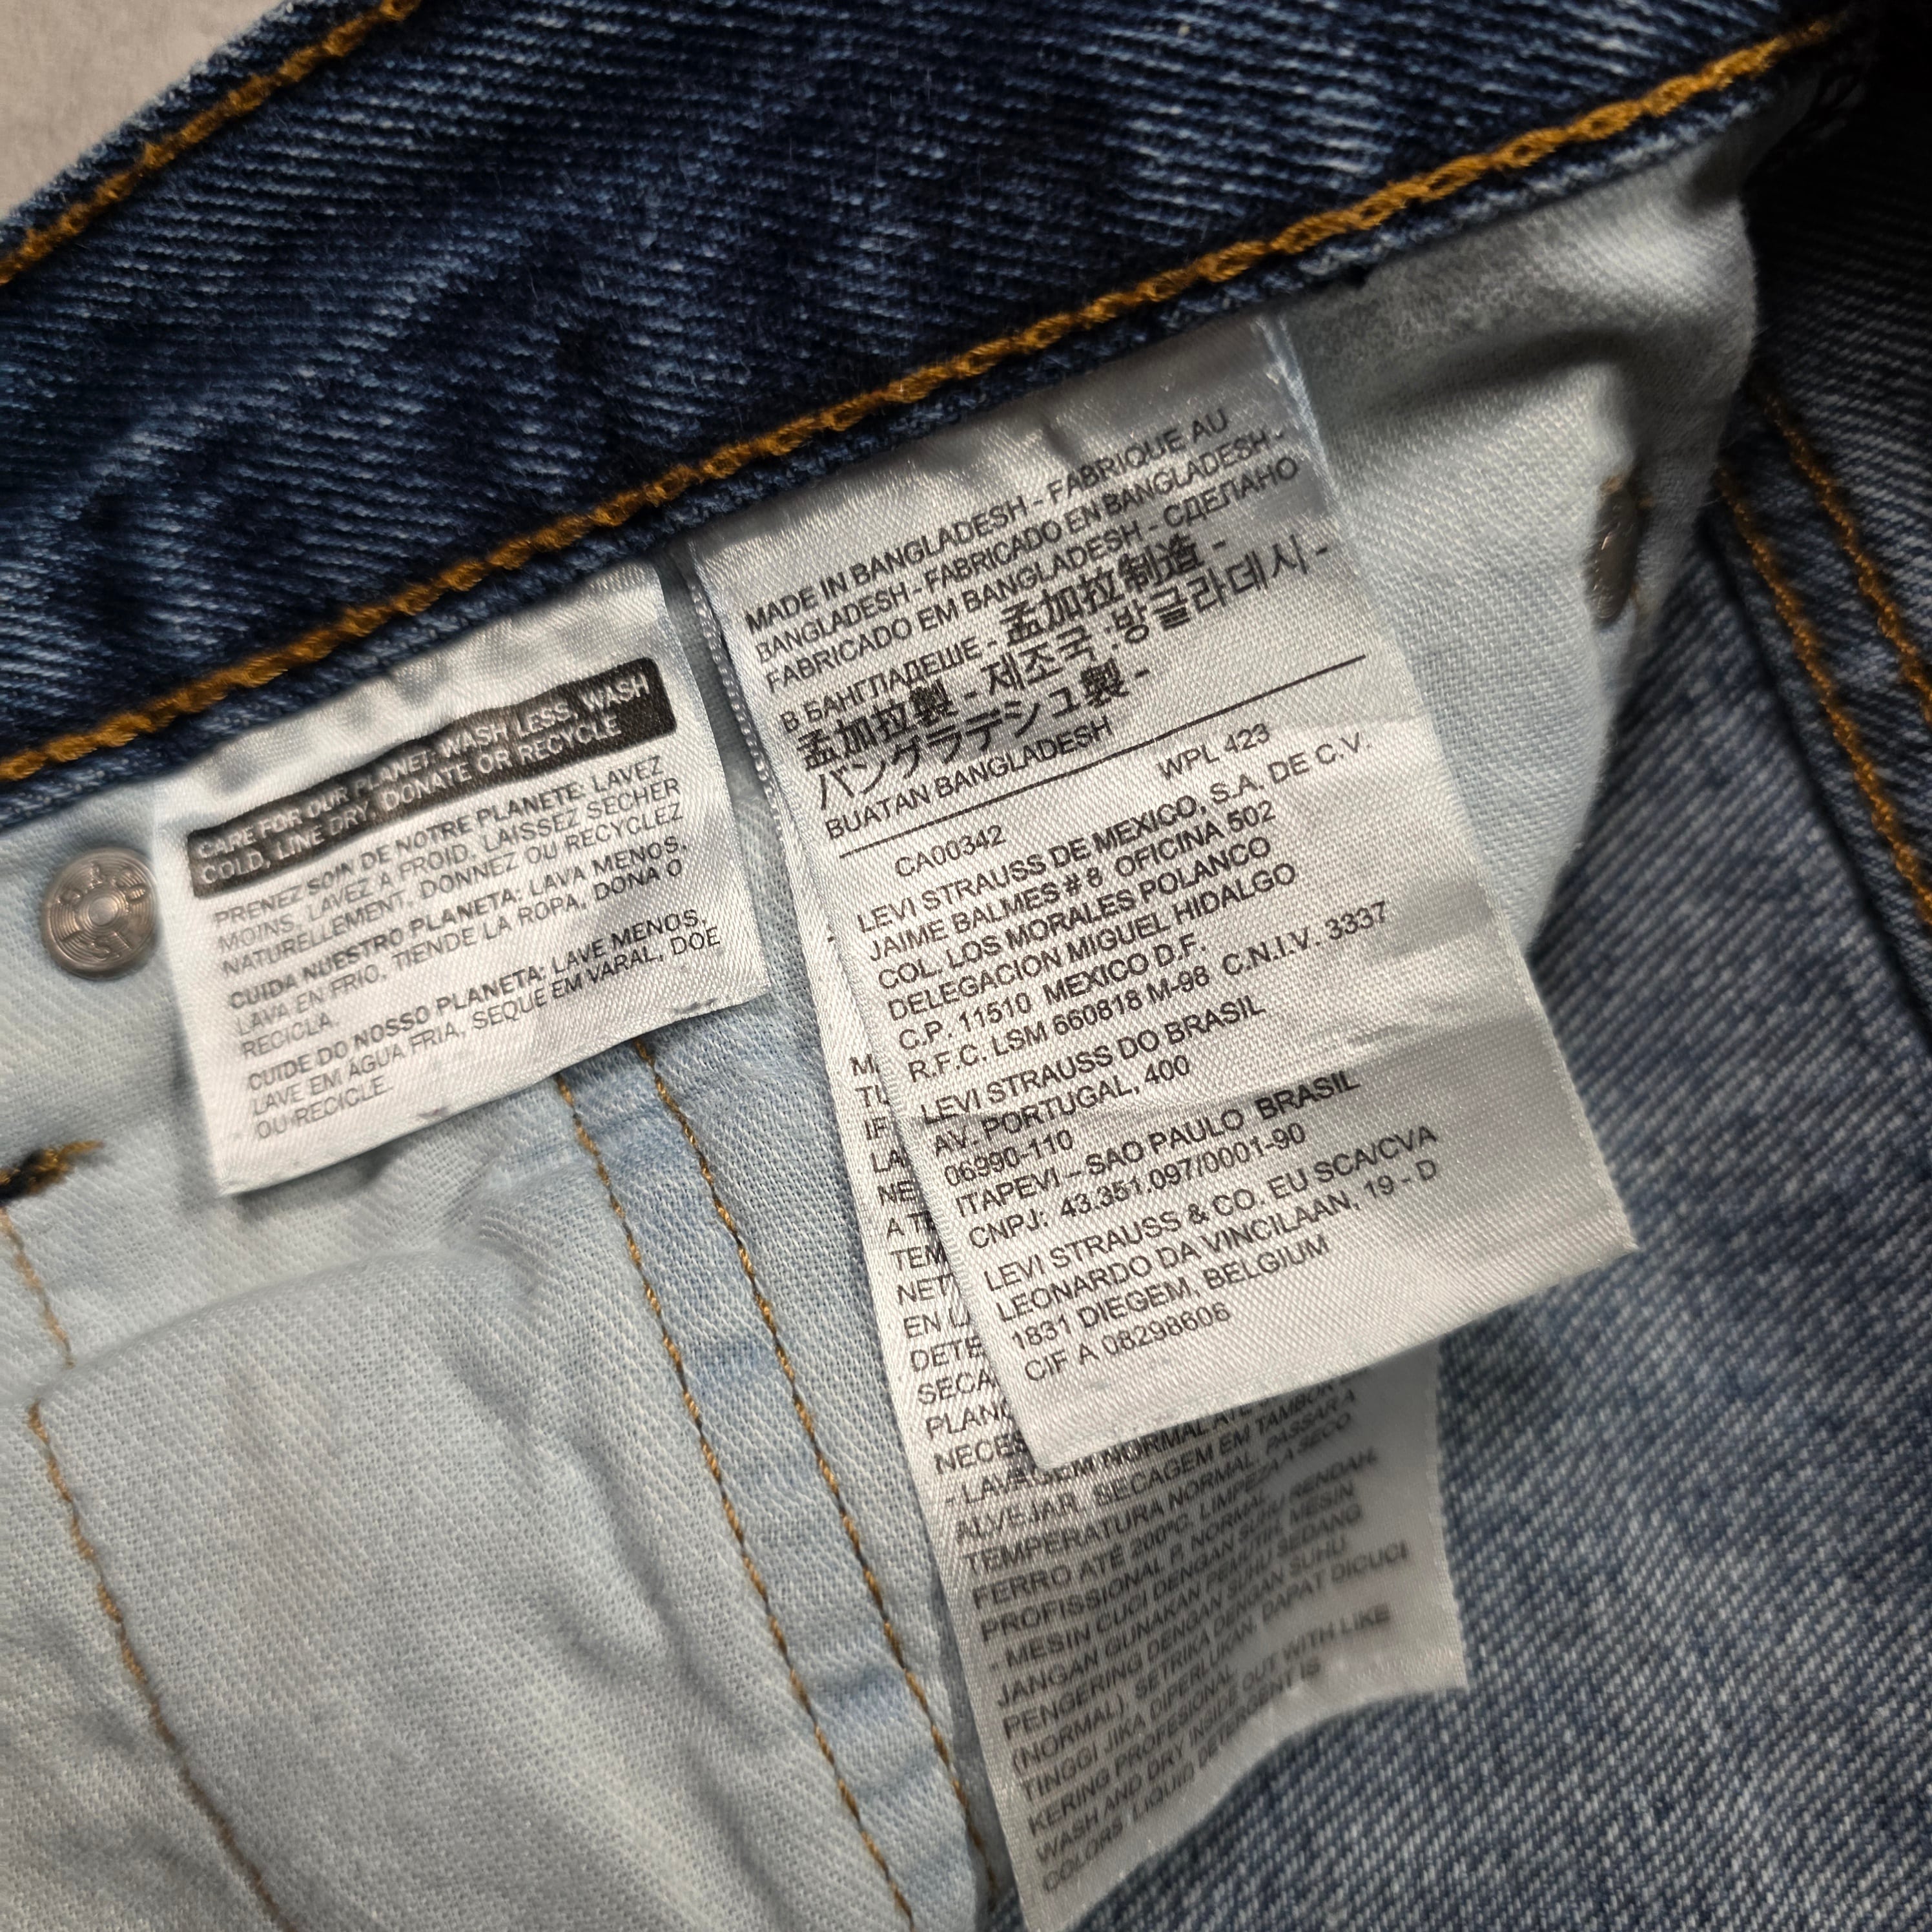 CARE FOR OUR PLANET: WASH LESS, WASH
COLD, LINE DRY, DONATE OR RECYCLE
PRENEZ SOIN DE NOTRE PLANETE: LAVEZ
MOINS, LAVEZ A FROID, LAISSEZ SECHER
NATURELLEMENT, DONNEZ OU RECYCLEZ
CUIDA NUESTRO PLANETA: LAVA MENOS,
LAVA EN FRIO, TIENDE LA ROPA, DONA O
RECICLA.
CUIDE DO NOSSO PLANETA: LAVE MENOS,
LAVE EM ÁGUA FRIA, SEQUE EM VARAL, DOE
OU RECICLE.
MADE IN BANGLADESH - FABRIQUE AU
BANGLADESH - FABRICADO EN BANGLADESH -
FABRICADO EM BANGLADESH - СДЕЛАНО
В БАНГЛАДЕШЕ - 孟加拉制造 -
孟加拉製 - 제조국 :방글라데시 -
バングラデシュ製 -
BUATAN BANGLADESH
CA00342 WPL 423
LEVI STRAUSS DE MEXICO, S.A. DE C.V.
JAIME BALMES # 8 OFICINA 502
COL. LOS MORALES POLANCO
DELEGACION MIGUEL HIDALGO
C.P. 11510 MEXICO D.F.
R.F.C. LSM 660818 M-98 C.N.I.V. 3337
LEVI STRAUSS DO BRASIL
AV. PORTUGAL, 400
06990-110
ITAPEVI – SAO PAULO BRASIL
CNPJ: 43.351.097/0001-90
LEVI STRAUSS & CO. EU SCA/CVA
LEONARDO DA VINCILAAN, 19 - D
1831 DIEGEM, BELGIUM
CIF A 08298606
EN
PLANC
NECES
- LAVAGEM NORMAL ATÉ
ALVEJAR. SECAGEM EM TAMBOR
TEMPERATURA NORMAL. PASSAR A
FERRO ATÉ 200ºC. LIMPEZA A SECO
PROFISSIONAL P, NORMAL.
- MESIN CUCI DENGAN SUHU RENDAH.
JANGAN GUNAKAN PEMUTIH. MESIN
PENGERING DENGAN SUHU SEDANG
(NORMAL). SETRIKA DENGAN SUHU
TINGGI JIKA DIPERLUKAN. DAPAT DICUCI
KERING PROFESIONAL.
WASH AND DRY INSIDE OUT WITH LIKE
COLORS LIQUID DETERGENT IS